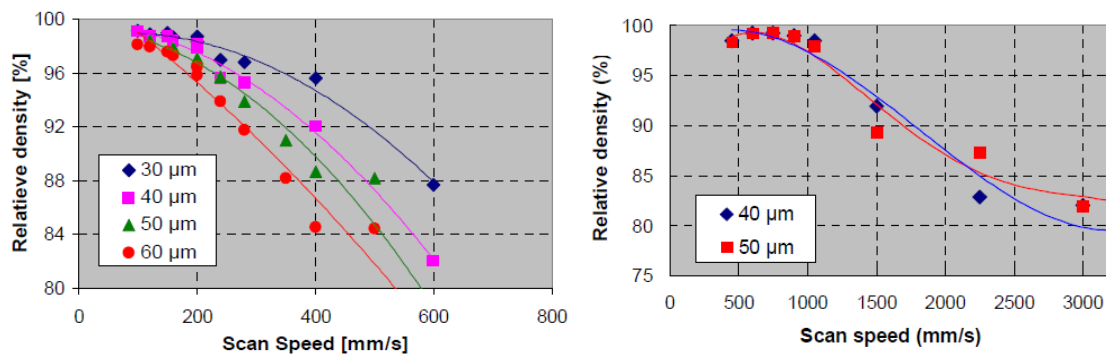 Relatieve density [%]
100
96
92
88
84
80
30 µm
40 µm
50 µm
60 µm
0
200
400
600
800
Scan Speed [mm/s]
Relative density (%)
100
95
90
85
80
75
40 µm
50 µm
0
500
1000
1500
2000
2500
3000
Scan speed (mm/s)